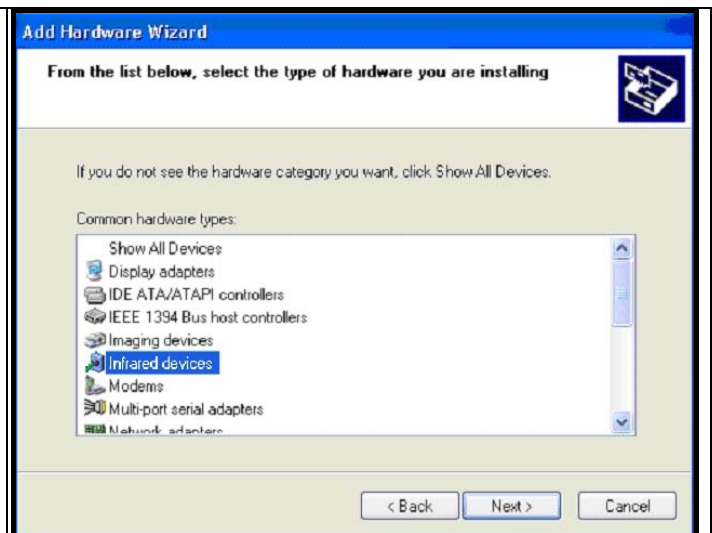 Add Hardware Wizard
From the list below, select the type of hardware you are installing
If you do not see the hardware category you want, click Show All Devices.
Common hardware types:
Show All Devices
Display adapters
IDE ATA/ATAPI controllers
IEEE 1394 Bus host controllers
Imaging devices
Infrared devices
Modems
Multi-port serial adapters
Network adapters
< Back Next > Cancel